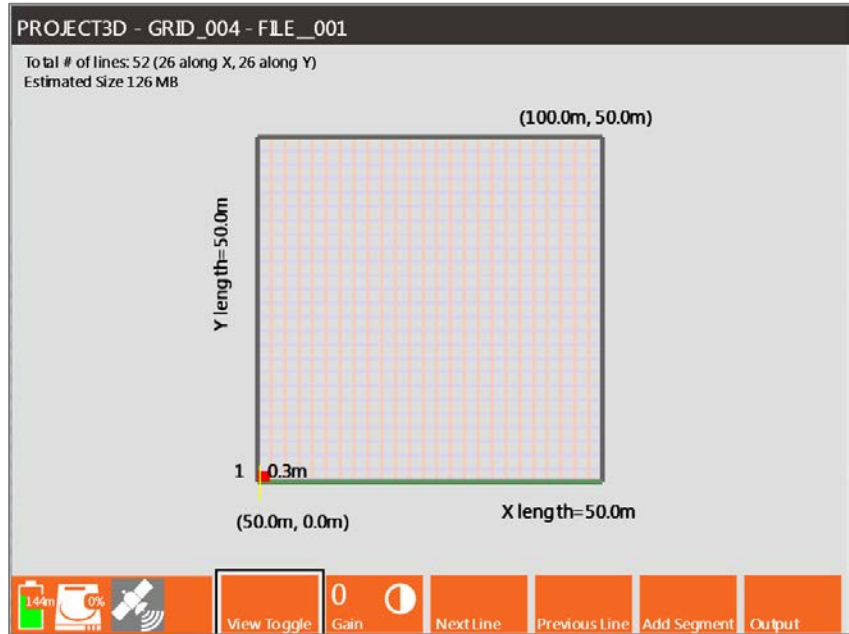 PROJECT3D - GRID_004 - FILE__001
Total # of lines: 52 (26 along X, 26 along Y)
Estimated Size 126 MB
(100.0m, 50.0m)
Y length=50.0m
1 0.3m
(50.0m, 0.0m)
X length=50.0m
144m
0%
View Toggle
0
Gain
Next Line
Previous Line
Add Segment
Output